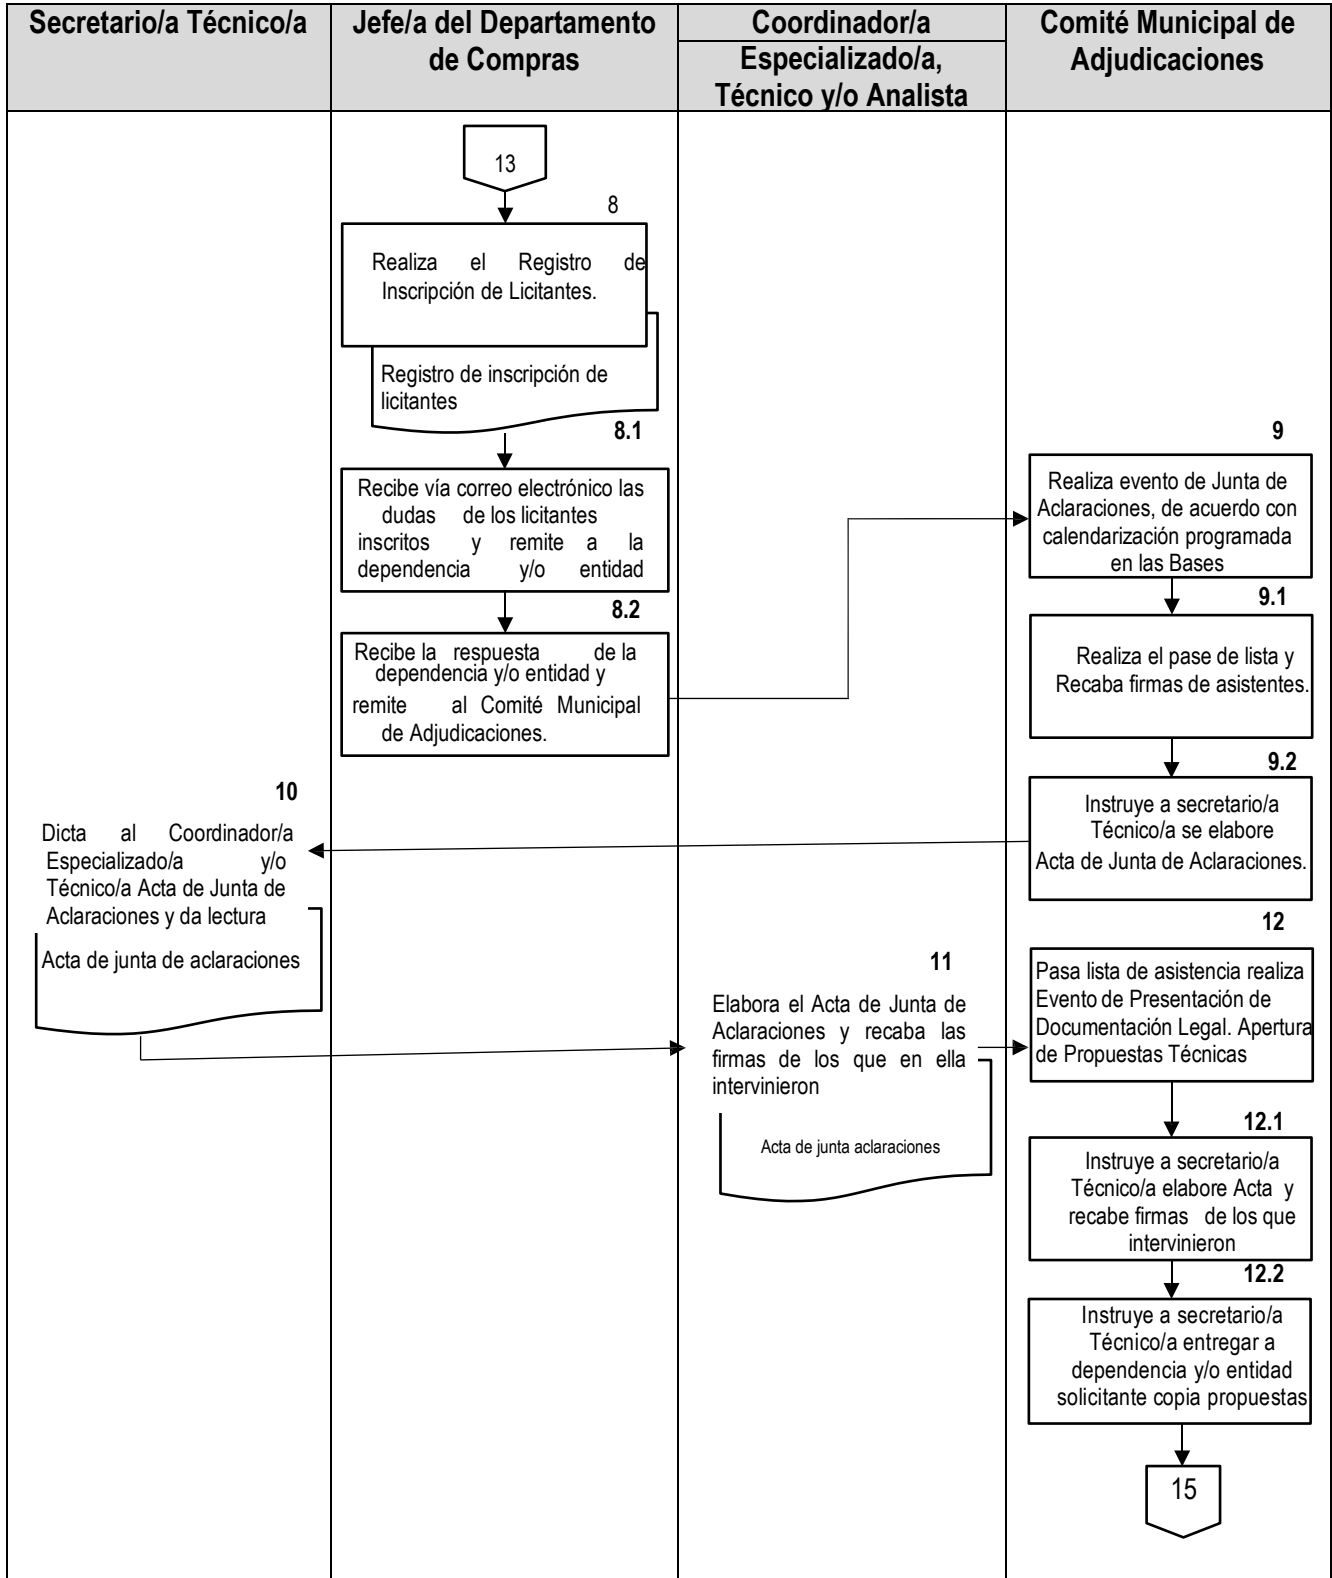 Secretario/a Técnico/a
Jefe/a del Departamento
de Compras
Coordinador/a
Especializado/a,
Técnico y/o Analista
Comité Municipal de
Adjudicaciones
13
8
Realiza el Registro de
Inscripción de Licitantes.
Registro de inscripción de
licitantes
8.1
Recibe vía correo electrónico las
dudas de los licitantes
inscritos y remite a la
dependencia y/o entidad
8.2
Recibe la respuesta de la
dependencia y/o entidad y
remite al Comité Municipal
de Adjudicaciones.
9
Realiza evento de Junta de
Aclaraciones, de acuerdo con
calendarización programada
en las Bases
9.1
Realiza el pase de lista y
Recaba firmas de asistentes.
9.2
Instruye a secretario/a
Técnico/a se elabore
Acta de Junta de Aclaraciones.
10
Dicta al Coordinador/a
Especializado/a y/o
Técnico/a Acta de Junta de
Aclaraciones y da lectura
Acta de junta de aclaraciones
11
Elabora el Acta de Junta de
Aclaraciones y recaba las
firmas de los que en ella
intervinieron
Acta de junta aclaraciones
12
Pasa lista de asistencia realiza
Evento de Presentación de
Documentación Legal. Apertura
de Propuestas Técnicas
12.1
Instruye a secretario/a
Técnico/a elabore Acta y
recabe firmas de los que
intervinieron
12.2
Instruye a secretario/a
Técnico/a entregar a
dependencia y/o entidad
solicitante copia propuestas
15